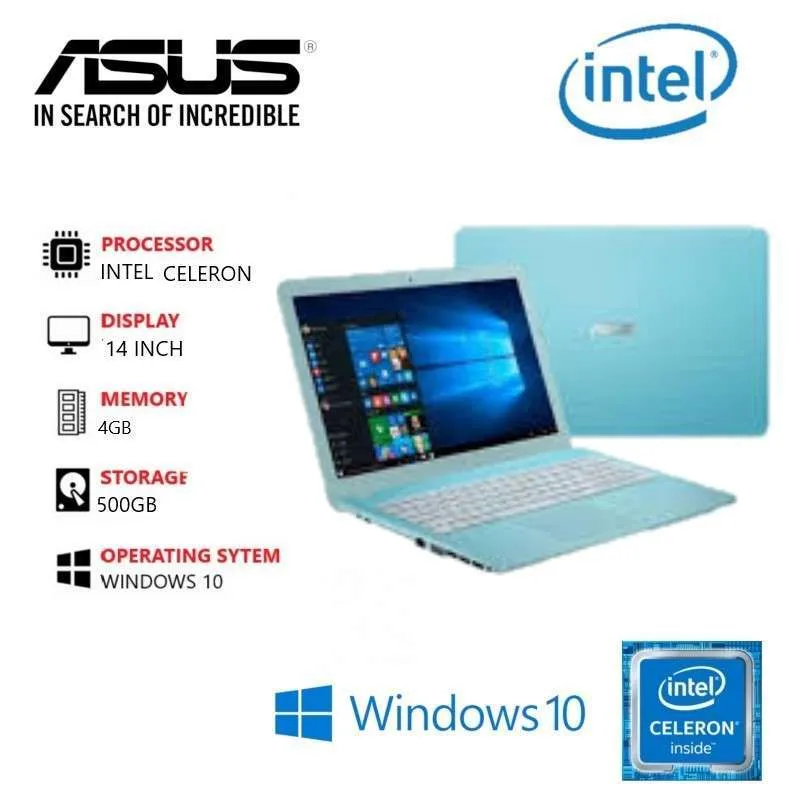 ASUS®
IN SEARCH OF INCREDIBLE
intel®
PROCESSOR
INTEL CELERON
DISPLAY
14 INCH
MEMORY
4GB
STORAGE
500GB
OPERATING SYTEM
WINDOWS 10
Windows 10
intel®
CELERON®
inside™